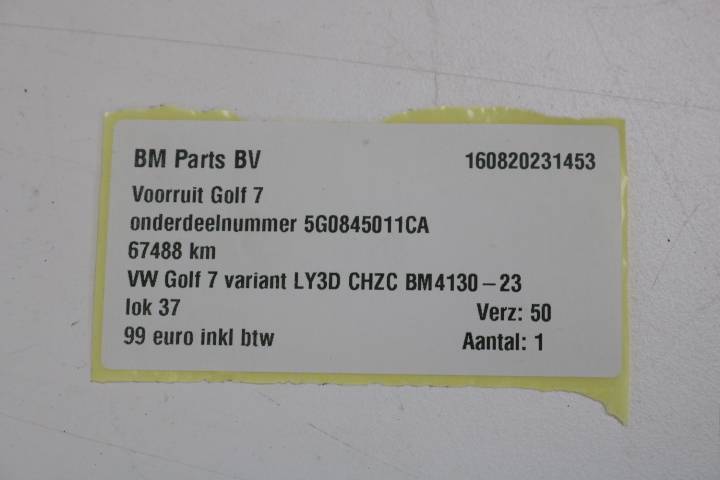 BM Parts BV 160820231453
Voorruit Golf 7
onderdeelnummer 5G0845011CA
67488 km
VW Golf 7 variant LY3D CHZC BM4130-23
lok 37 Verz: 50
99 euro inkl btw Aantal: 1